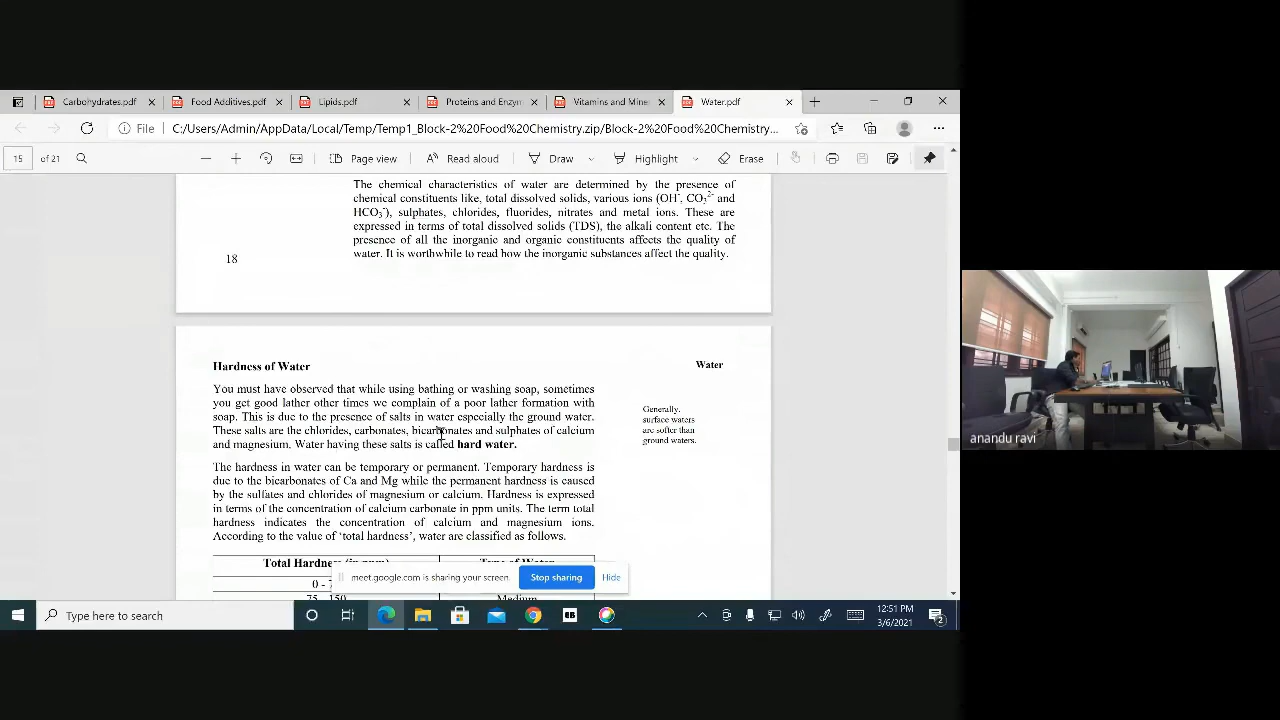 Carbohydrates.pdf
Food Additives.pdf
Lipids.pdf
Proteins and Enzym
Vitamins and Mine
Water.pdf
File
C:/Users/Admin/AppData/Local/Temp/Temp1_Block-2%20Food%20Chemistry.zip/Block-2%20Food%20Chemistry...
15 of 21
Page view
Read aloud
Draw
Highlight
Erase
The chemical characteristics of water are determined by the presence of
chemical constituents like, total dissolved solids, various ions (OH⁻, CO₃²⁻ and
HCO₃⁻), sulphates, chlorides, fluorides, nitrates and metal ions. These are
expressed in terms of total dissolved solids (TDS), the alkali content etc. The
presence of all the inorganic and organic constituents affects the quality of
water. It is worthwhile to read how the inorganic substances affect the quality.
18
Hardness of Water
Water
You must have observed that while using bathing or washing soap, sometimes
you get good lather other times we complain of a poor lather formation with
soap. This is due to the presence of salts in water especially the ground water.
These salts are the chlorides, carbonates, bicarbonates and sulphates of calcium
and magnesium. Water having these salts is called hard water.
Generally,
surface waters
are softer than
ground waters.
The hardness in water can be temporary or permanent. Temporary hardness is
due to the bicarbonates of Ca and Mg while the permanent hardness is caused
by the sulfates and chlorides of magnesium or calcium. Hardness is expressed
in terms of the concentration of calcium carbonate in ppm units. The term total
hardness indicates the concentration of calcium and magnesium ions.
According to the value of ‘total hardness’, water are classified as follows.
Total
0 -
75 - 150
Medium
meet.google.com is sharing your screen.
Stop sharing
Hide
anandu ravi
Type here to search
12:51 PM
3/6/2021
2